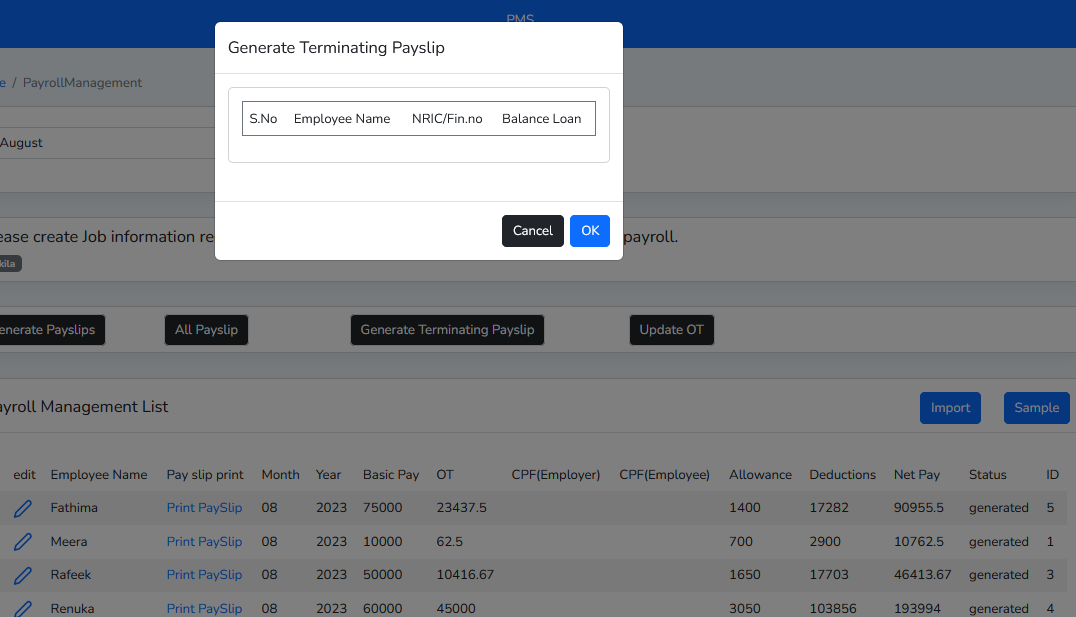 PMS
Generate Terminating Payslip
e / PayrollManagement
S.No Employee Name NRIC/Fin.no Balance Loan
August
Cancel OK
ease create Job information re payroll.
kila
enerate Payslips All Payslip Generate Terminating Payslip Update OT
ayroll Management List Import Sample
edit Employee Name Pay slip print Month Year Basic Pay OT CPF(Employer) CPF(Employee) Allowance Deductions Net Pay Status ID
Fathima Print PaySlip 08 2023 75000 23437.5 1400 17282 90955.5 generated 5
Meera Print PaySlip 08 2023 10000 62.5 700 2900 10762.5 generated 1
Rafeek Print PaySlip 08 2023 50000 10416.67 1650 17703 46413.67 generated 3
Renuka Print PaySlip 08 2023 60000 45000 3050 103856 193994 generated 4